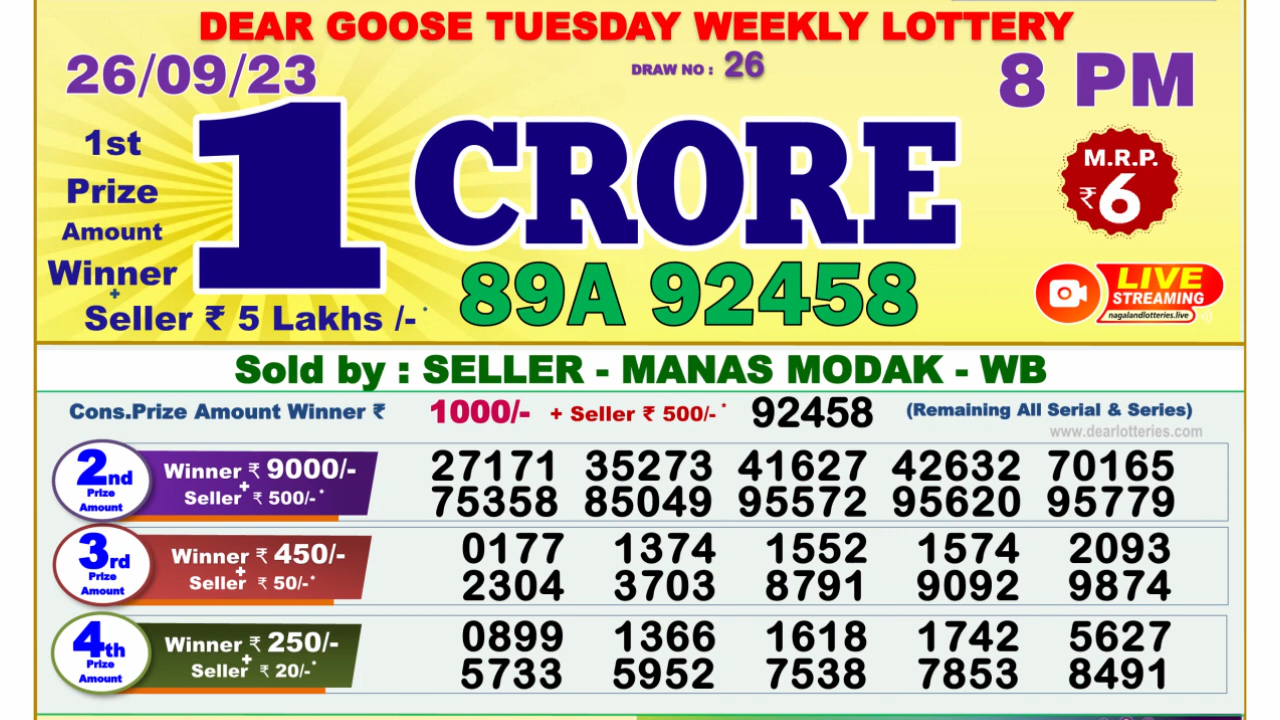 DEAR GOOSE TUESDAY WEEKLY LOTTERY
26/09/23
DRAW NO : 26
8 PM
1st
Prize
Amount
Winner
+
Seller ₹ 5 Lakhs /-*
1 CRORE
89A 92458
M.R.P.
₹6
LIVE
STREAMING
nagalandlotteries.live
Sold by : SELLER - MANAS MODAK - WB
Cons.Prize Amount Winner ₹ 1000/- + Seller ₹ 500/-* 92458 (Remaining All Serial & Series)
www.dearlotteries.com
2nd
Prize
Amount
Winner ₹ 9000/-
+
Seller ₹ 500/-*
27171 35273 41627 42632 70165
75358 85049 95572 95620 95779
3rd
Prize
Amount
Winner ₹ 450/-
+
Seller ₹ 50/-*
0177 1374 1552 1574 2093
2304 3703 8791 9092 9874
4th
Prize
Amount
Winner ₹ 250/-
+
Seller ₹ 20/-*
0899 1366 1618 1742 5627
5733 5952 7538 7853 8491